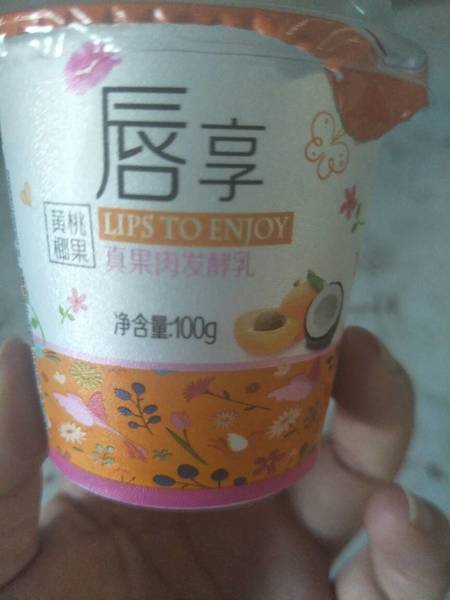 唇享
LIPS TO ENJOY
黄桃
椰果
真果肉发酵乳
净含量:100g